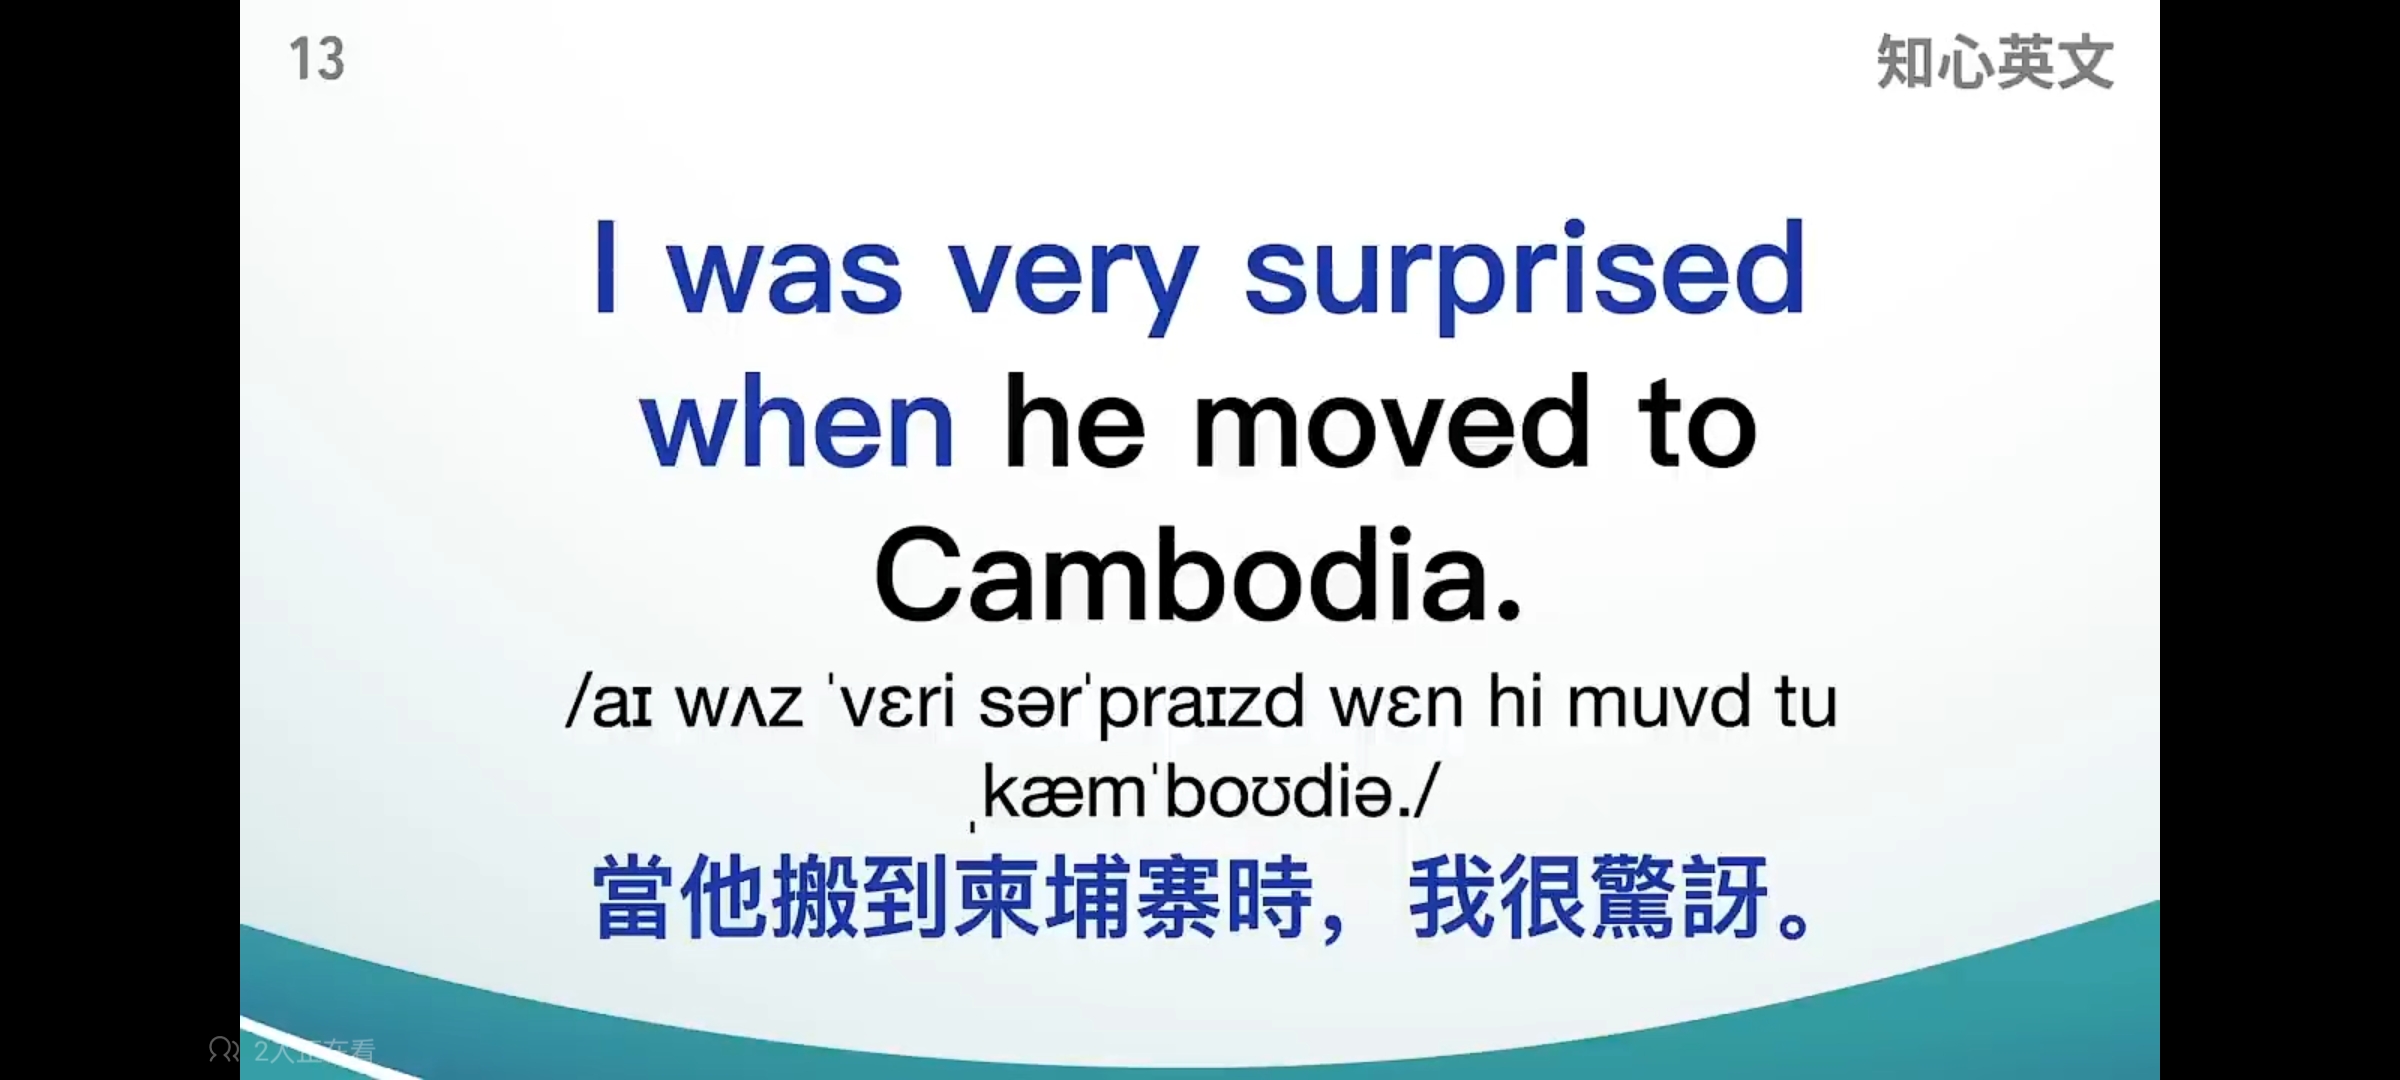 13
知心英文
I was very surprised
when he moved to
Cambodia.
/aɪ wʌz ˈvɛri sərˈpraɪzd wɛn hi muvd tu
ˌkæmˈboʊdiə./
當他搬到柬埔寨時，我很驚訝。
2人正在看